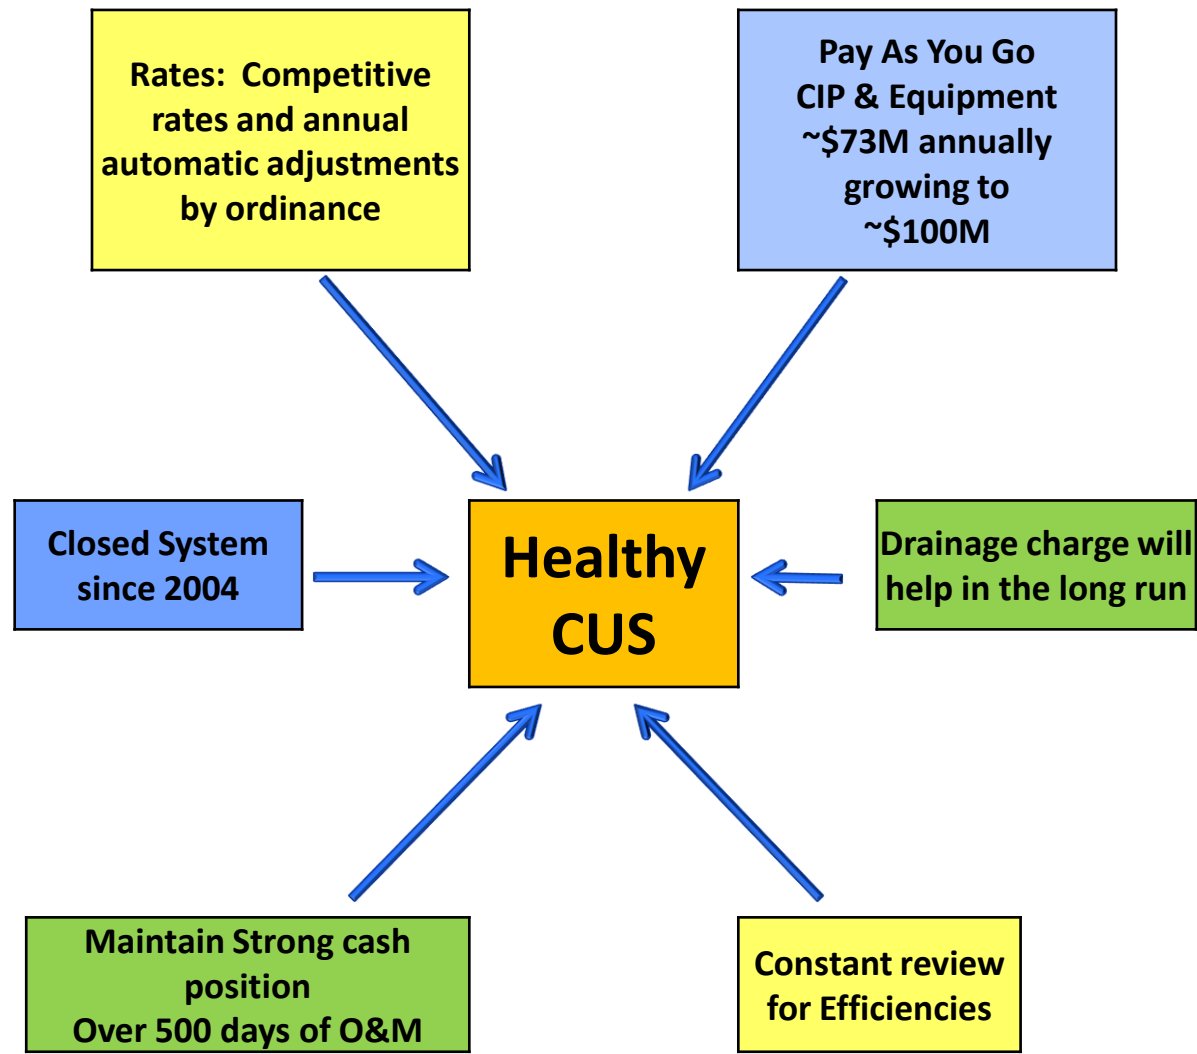 Rates:  Competitive
rates and annual
automatic adjustments
by ordinance
Pay As You Go
CIP & Equipment
~$73M annually
growing to
~$100M
Closed System
since 2004
Healthy
CUS
Drainage charge will
help in the long run
Maintain Strong cash
position
Over 500 days of O&M
Constant review
for Efficiencies